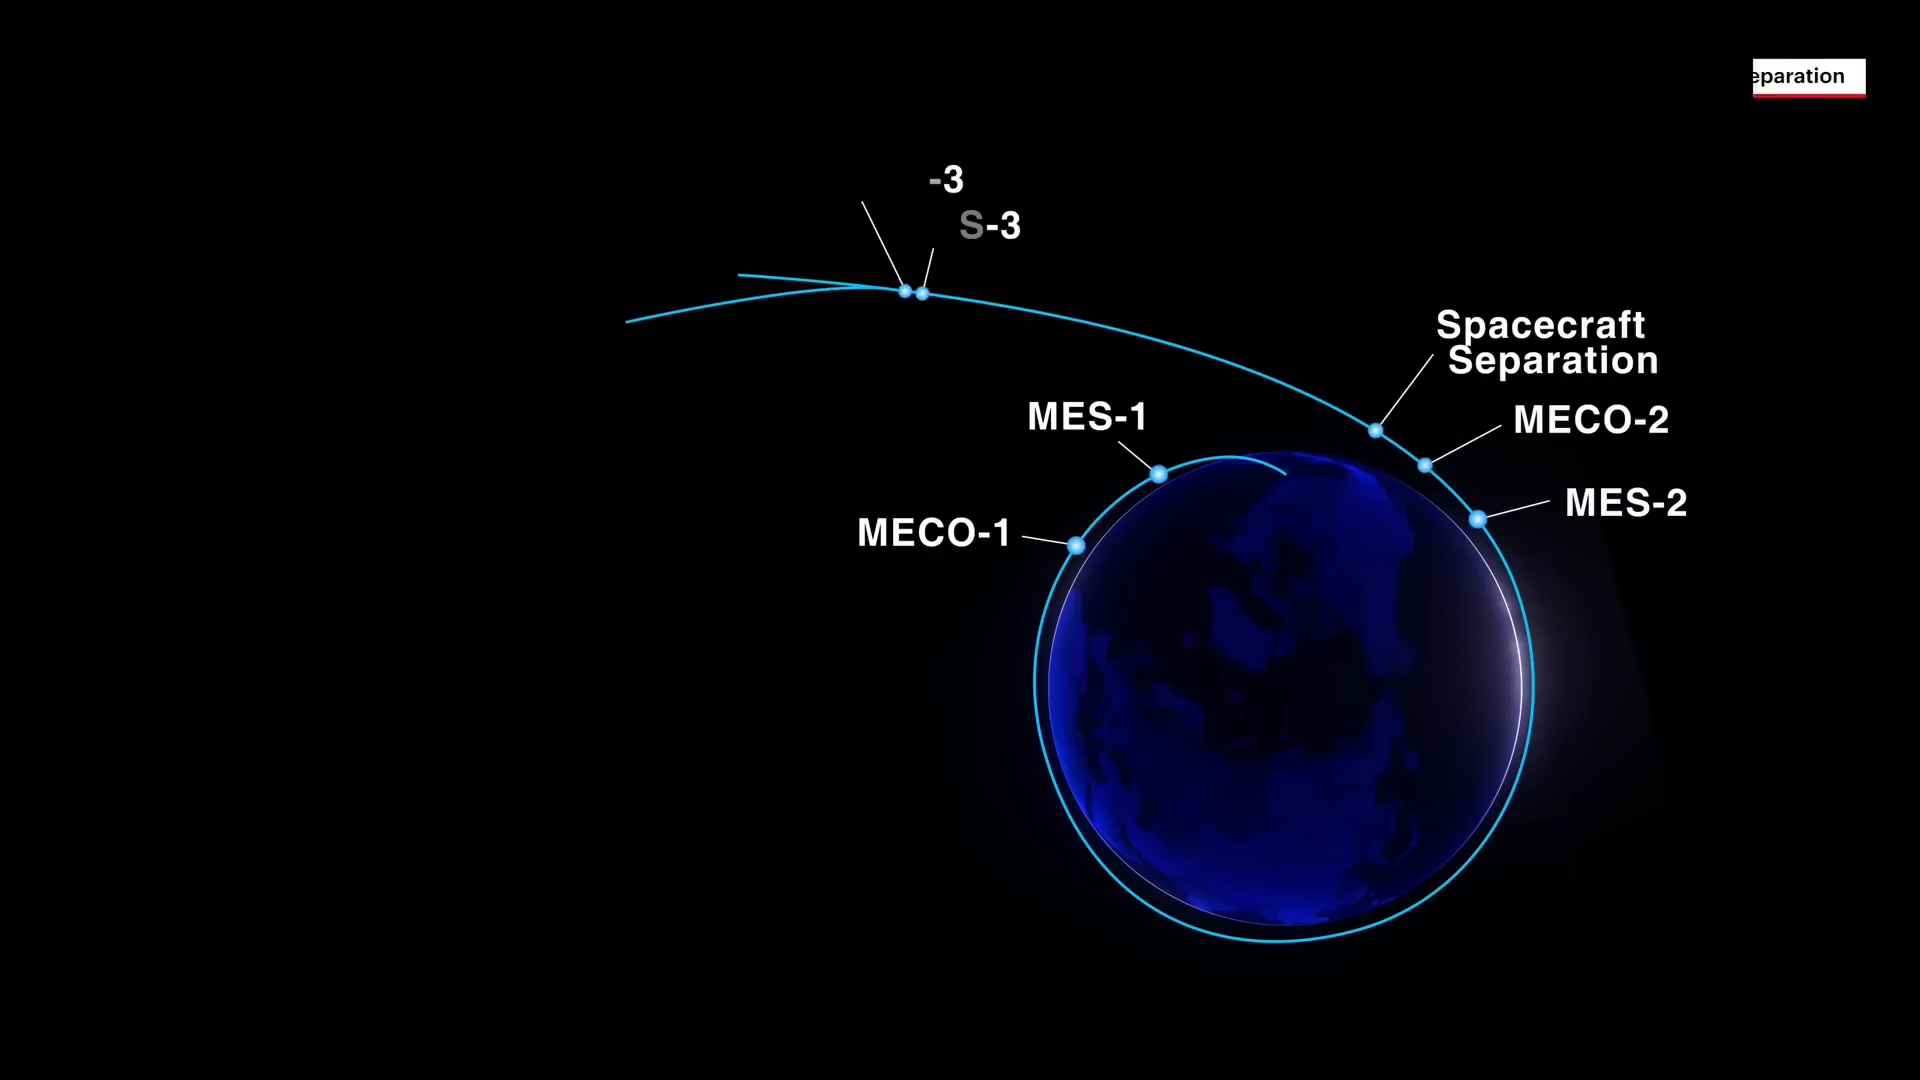 eparation
-3
S-3
Spacecraft
Separation
MES-1
MECO-2
MES-2
MECO-1